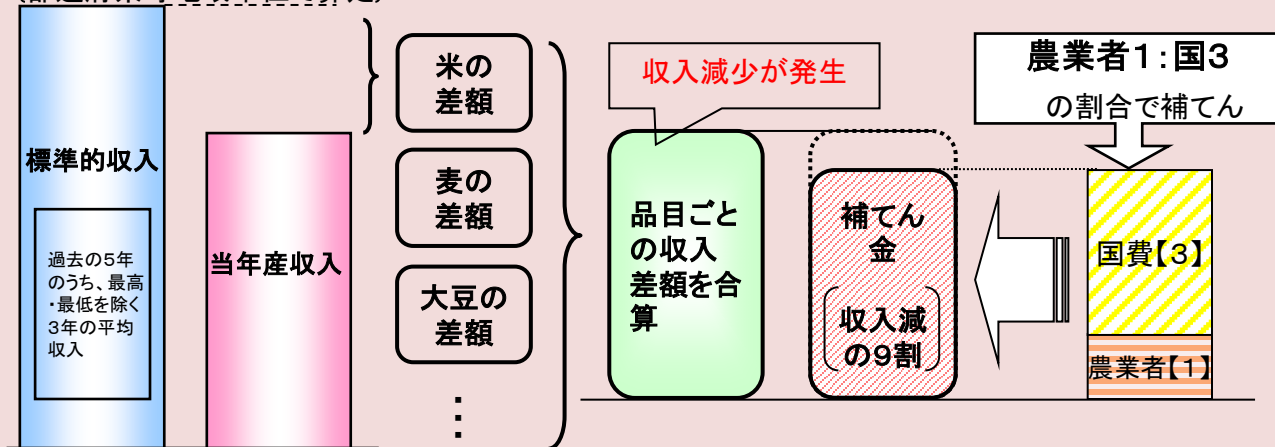 標準的収入
過去の5年
のうち、最高
・最低を除く
3年の平均
収入
当年産収入
米の
差額
麦の
差額
大豆の
差額
⋮
収入減少が発生
品目ごと
の収入
差額を合
算
補てん
金
収入減
の9割
農業者1:国3
の割合で補てん
国費【3】
農業者【1】